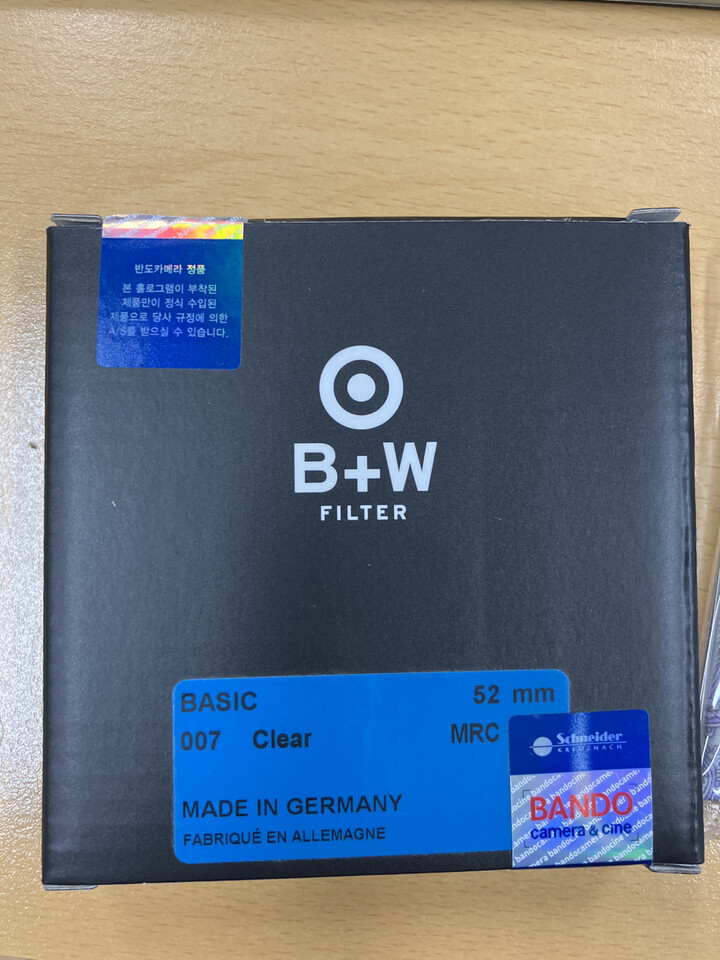 반도카메라 정품
본 홀로그램이 부착된
제품만이 정식 수입된
제품으로 당사 규정에 의한
A/S를 받으실 수 있습니다.
B+W
FILTER
BASIC 52 mm
007 Clear MRC
MADE IN GERMANY
FABRIQUÉ EN ALLEMAGNE
Schneider
KREUZNACH
BANDO
camera & cine